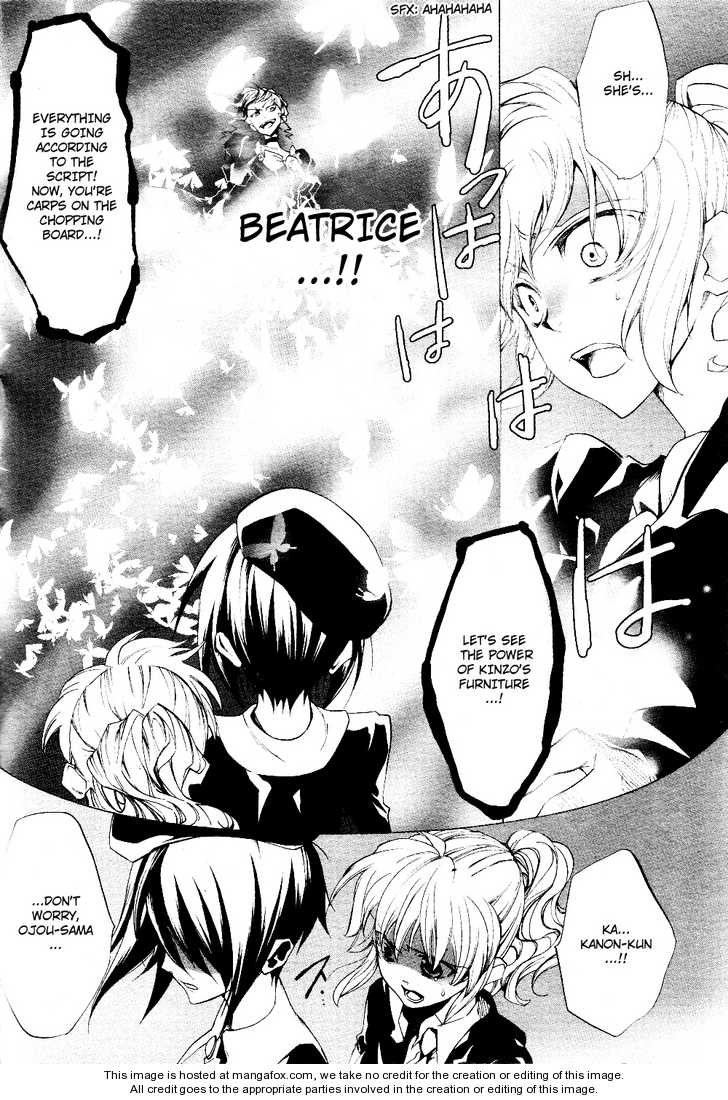 SFX: AHAHAHAHA
SH...
SHE'S...
あ
っ
は
は
は
は
EVERYTHING
IS GOING
ACCORDING
TO THE
SCRIPT!
NOW, YOU'RE
CARPS ON THE
CHOPPING
BOARD...!
BEATRICE
...!!
LET'S SEE
THE POWER
OF KINZO'S
FURNITURE
...!
KA...
KANON-KUN
...!!
ス
...DON'T
WORRY,
OJOU-SAMA
...
This image is hosted at mangafox.com, we take no credit for the creation or editing of this image.
All credit goes to the appropriate parties involved in the creation or editing of this image.